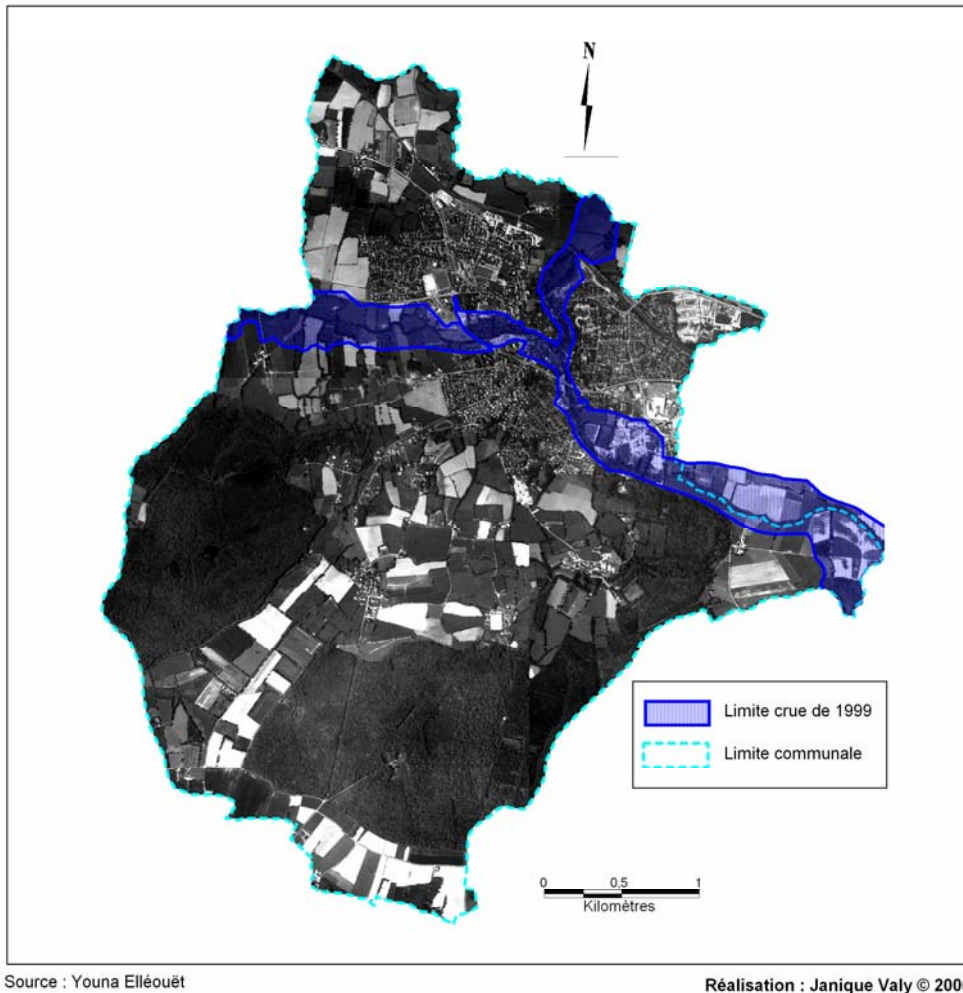 N
Limite crue de 1999
Limite communale
0 0,5 1
Kilomètres
Source : Youna Elléouët
Réalisation : Janique Valy © 200